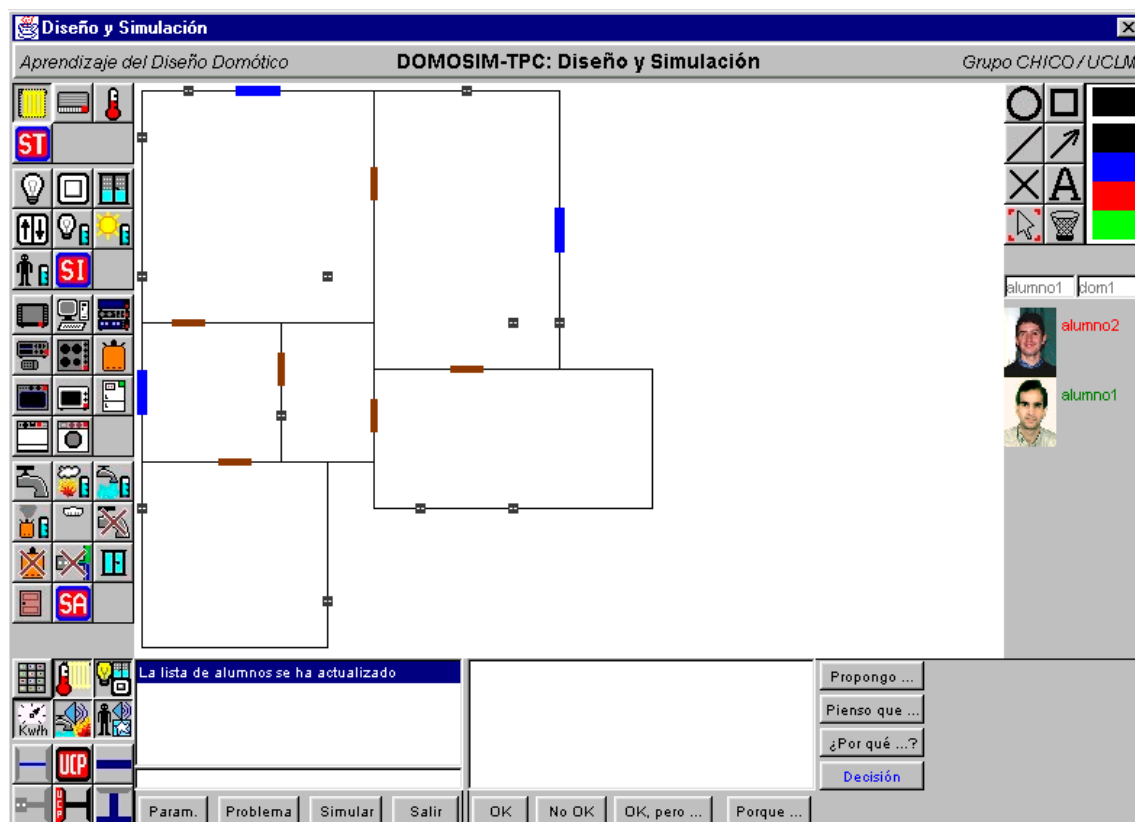 Diseño y Simulación
Aprendizaje del Diseño Domótico
DOMOSIM-TPC: Diseño y Simulación
Grupo CHICO / UCLM
ST
SI
A
alumno1
dom1
alumno2
alumno1
SA
La lista de alumnos se ha actualizado
Propongo ...
Pienso que ...
Kw/h
¿Por qué ...?
UCP
Decisión
UCP
Param.
Problema
Simular
Salir
OK
No OK
OK, pero ...
Porque ...